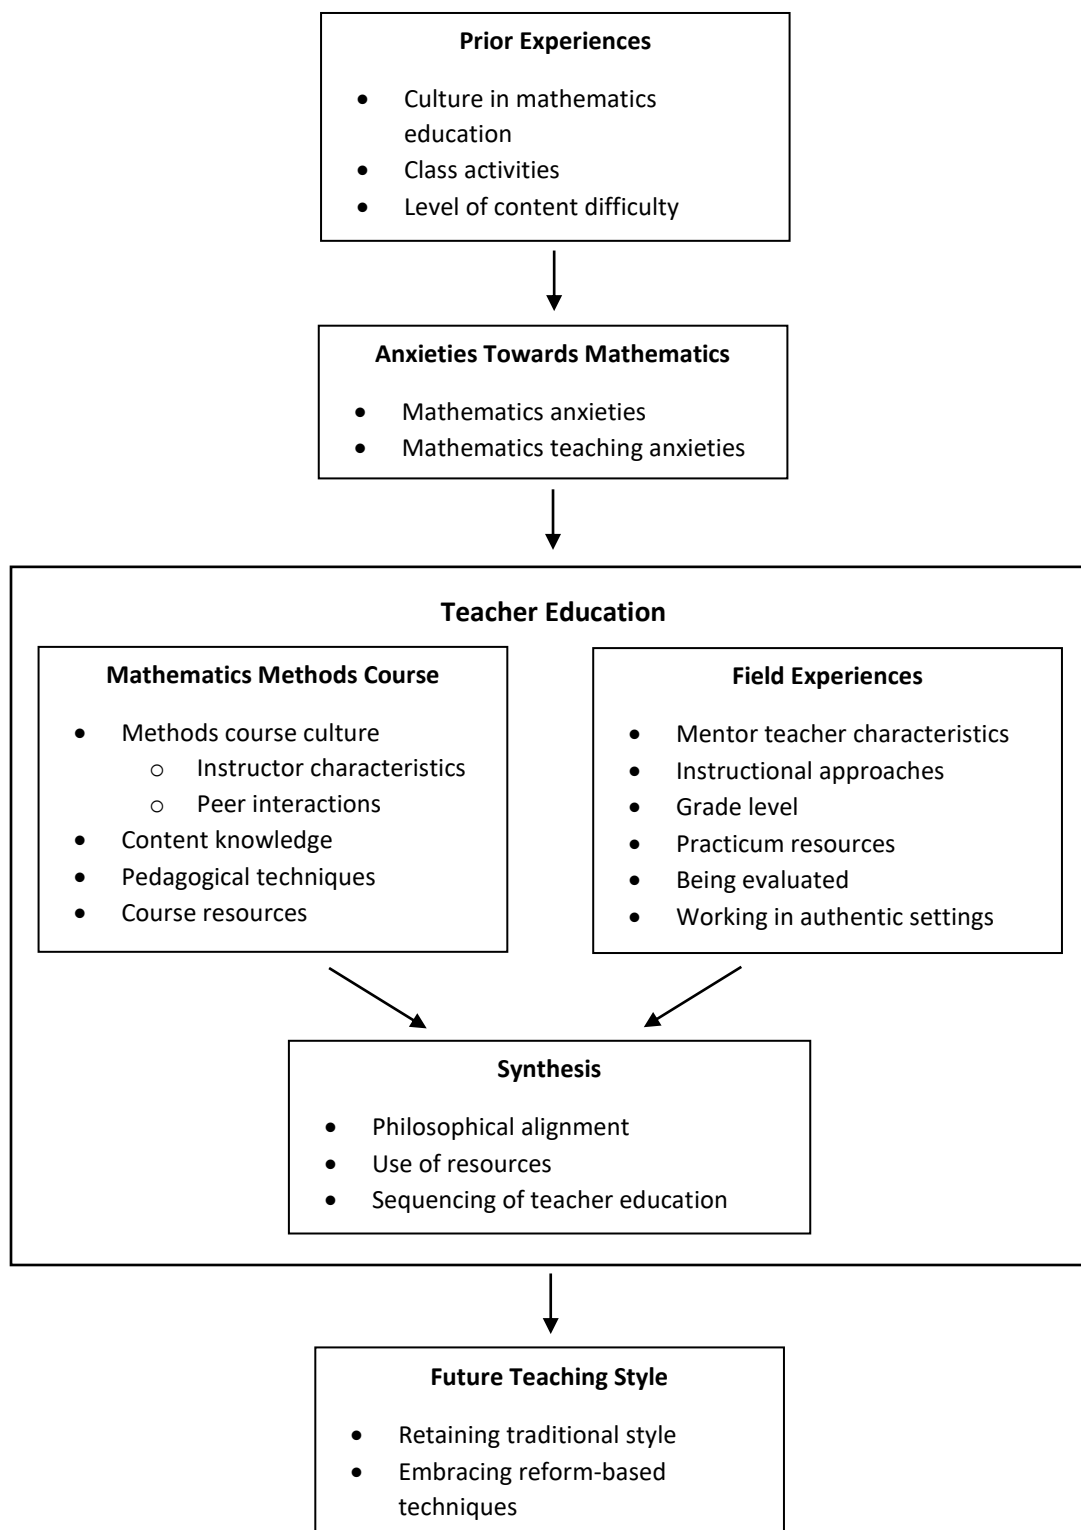 Prior Experiences
• Culture in mathematics
education
• Class activities
• Level of content difficulty
Anxieties Towards Mathematics
• Mathematics anxieties
• Mathematics teaching anxieties
Teacher Education
Mathematics Methods Course
• Methods course culture
o Instructor characteristics
o Peer interactions
• Content knowledge
• Pedagogical techniques
• Course resources
Field Experiences
• Mentor teacher characteristics
• Instructional approaches
• Grade level
• Practicum resources
• Being evaluated
• Working in authentic settings
Synthesis
• Philosophical alignment
• Use of resources
• Sequencing of teacher education
Future Teaching Style
• Retaining traditional style
• Embracing reform-based
techniques